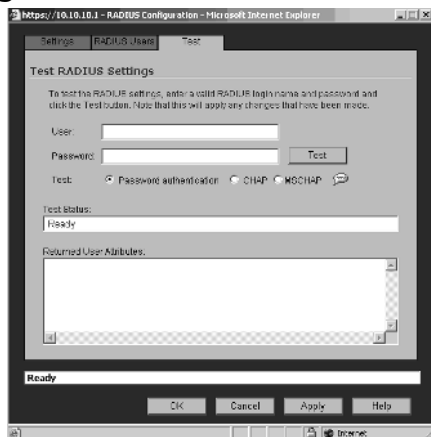 https://10.10.10.1 - RADIUS Configuration - Microsoft Internet Explorer
Settings RADIUS Users Test
Test RADIUS Settings
To test the RADIUS settings, enter a valid RADIUS login name and password and
click the Test button. Note that this will apply any changes that have been made.
User:
Password: Test
Test: Password authentication CHAP MSCHAP
Test Status:
Ready
Returned User Attributes:
Ready
OK Cancel Apply Help
Internet